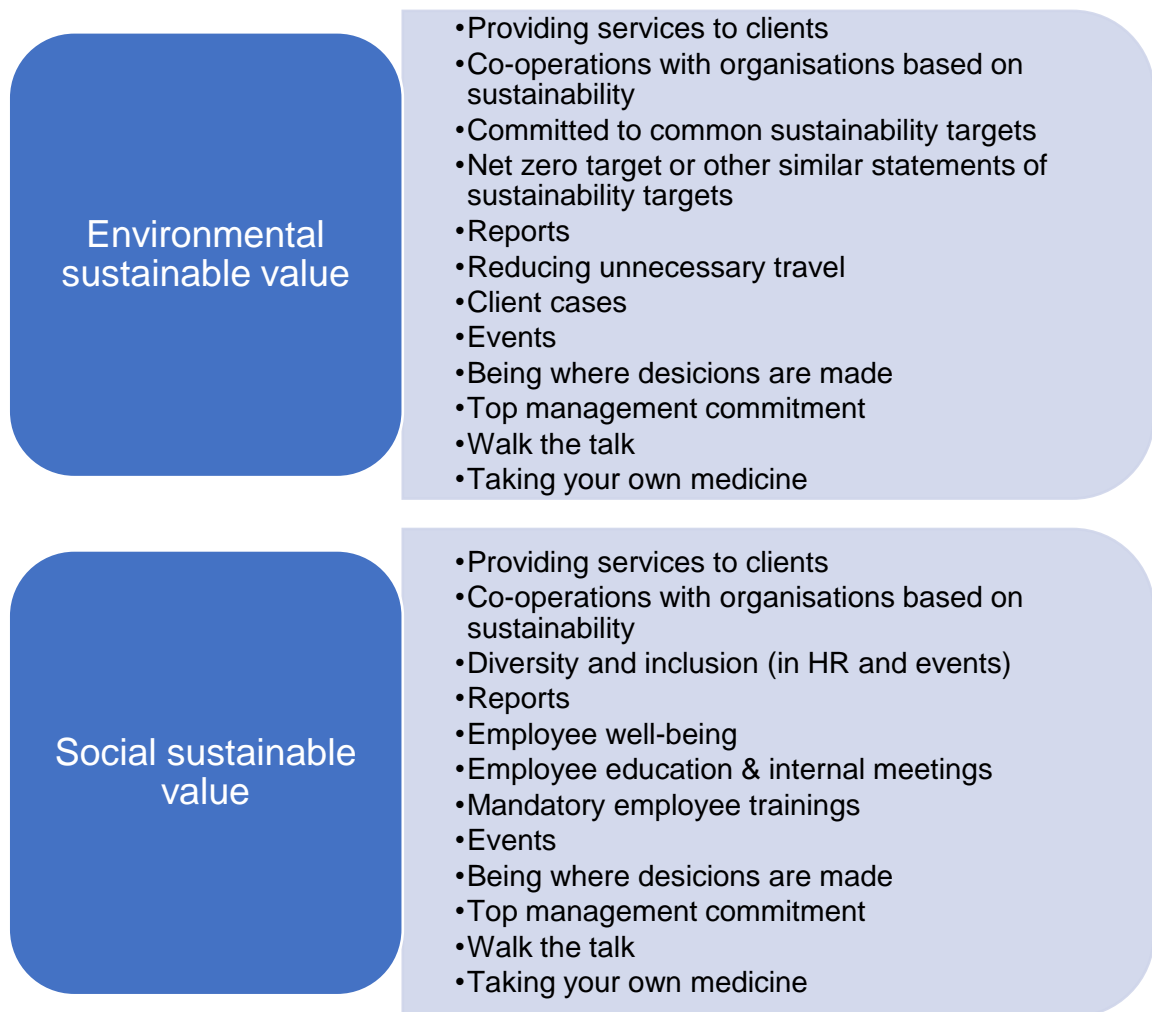 Environmental
sustainable value
•Providing services to clients
•Co-operations with organisations based on
sustainability
•Committed to common sustainability targets
•Net zero target or other similar statements of
sustainability targets
•Reports
•Reducing unnecessary travel
•Client cases
•Events
•Being where desicions are made
•Top management commitment
•Walk the talk
•Taking your own medicine
Social sustainable
value
•Providing services to clients
•Co-operations with organisations based on
sustainability
•Diversity and inclusion (in HR and events)
•Reports
•Employee well-being
•Employee education & internal meetings
•Mandatory employee trainings
•Events
•Being where desicions are made
•Top management commitment
•Walk the talk
•Taking your own medicine